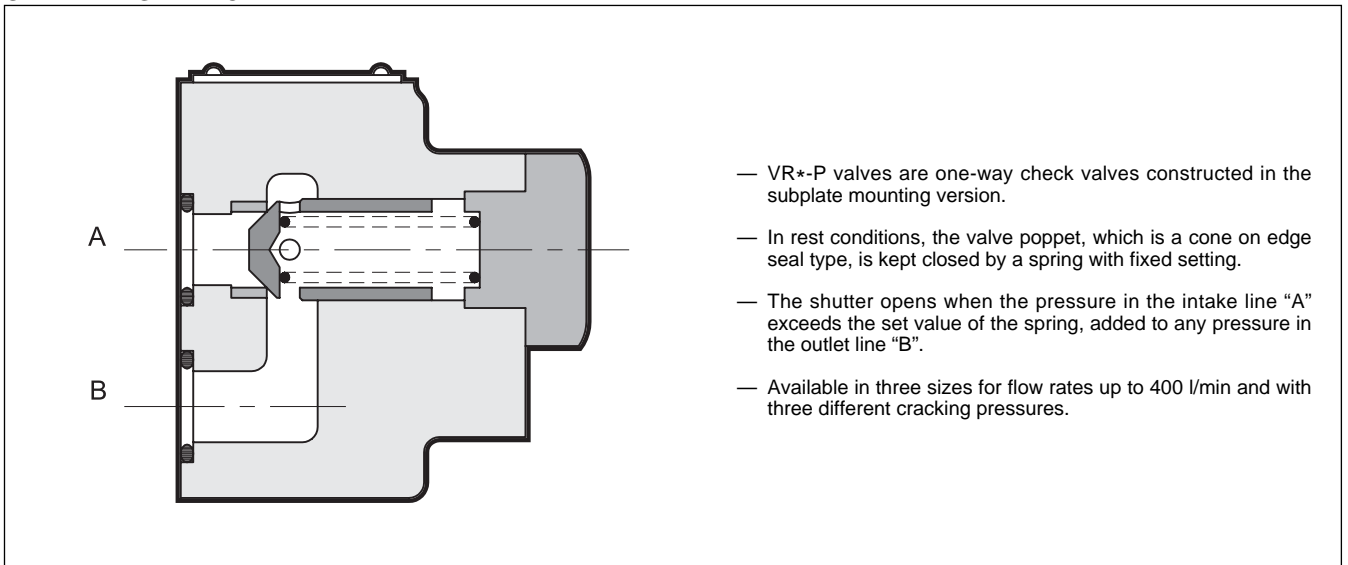 A
B
— VR*-P valves are one-way check valves constructed in the
subplate mounting version.
— In rest conditions, the valve poppet, which is a cone on edge
seal type, is kept closed by a spring with fixed setting.
— The shutter opens when the pressure in the intake line “A”
exceeds the set value of the spring, added to any pressure in
the outlet line “B”.
— Available in three sizes for flow rates up to 400 l/min and with
three different cracking pressures.